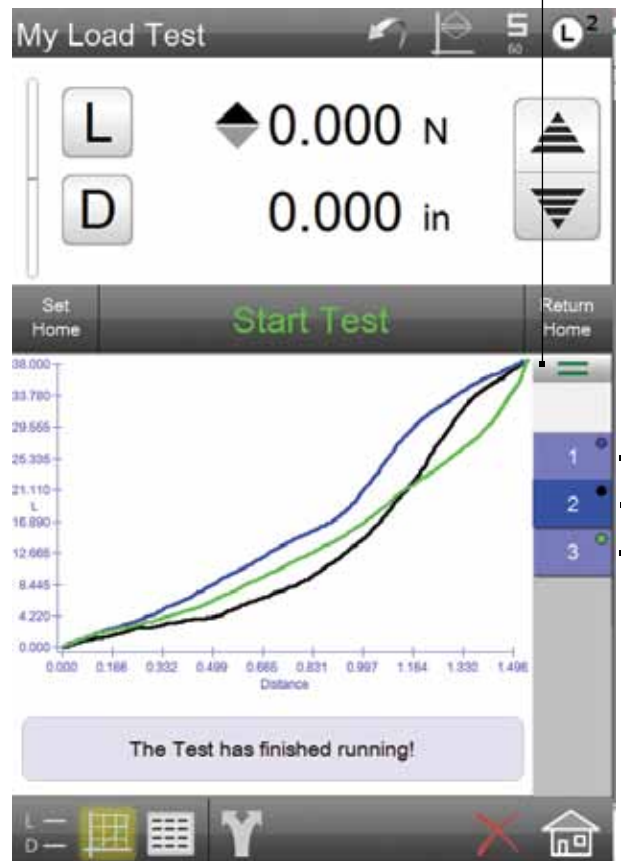 My Load Test
S
60
L 2
L
0.000 N
D
0.000 in
Set
Home
Start Test
Return
Home
38.000
33.780
29.565
25.335
21.110
L
16.890
12.665
8.445
4.220
0.000
0.000 0.166 0.332 0.499 0.665 0.831 0.997 1.164 1.330 1.496
Distance
1
2
3
The Test has finished running!
L
D